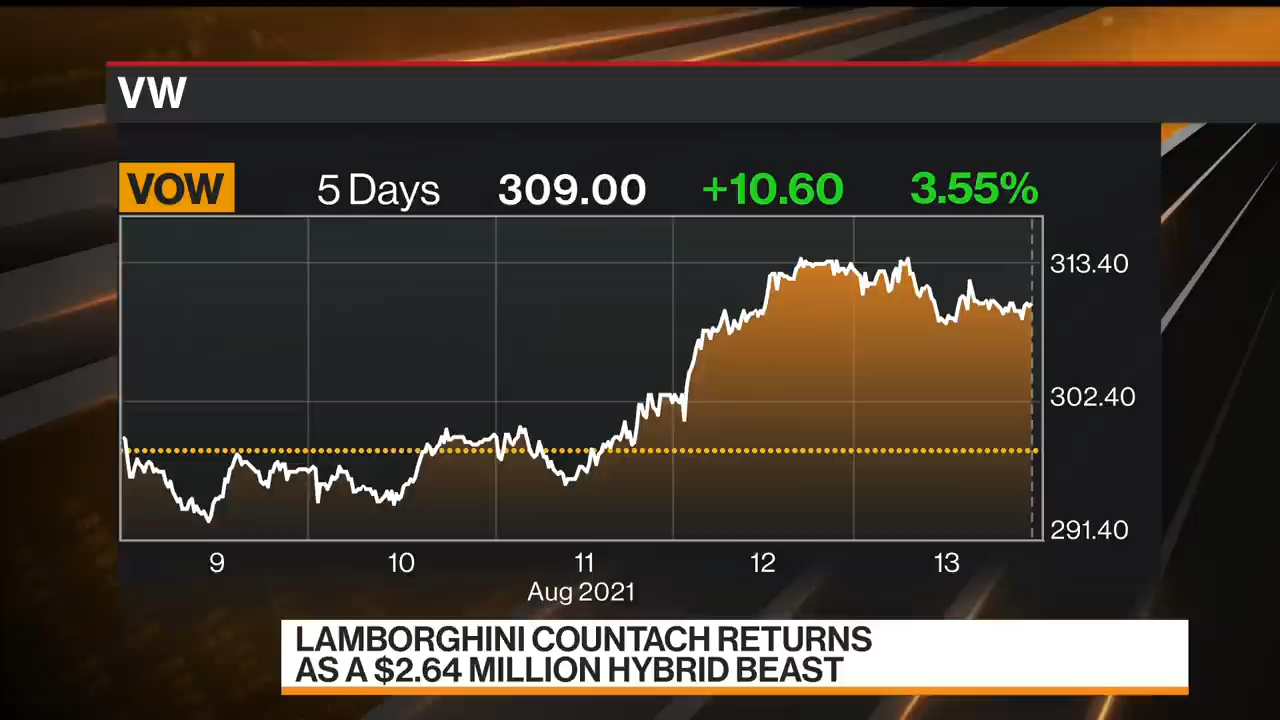 VW
VOW 5 Days 309.00 +10.60 3.55%
313.40
302.40
291.40
9 10 11 12 13
Aug 2021
LAMBORGHINI COUNTACH RETURNS
AS A $2.64 MILLION HYBRID BEAST